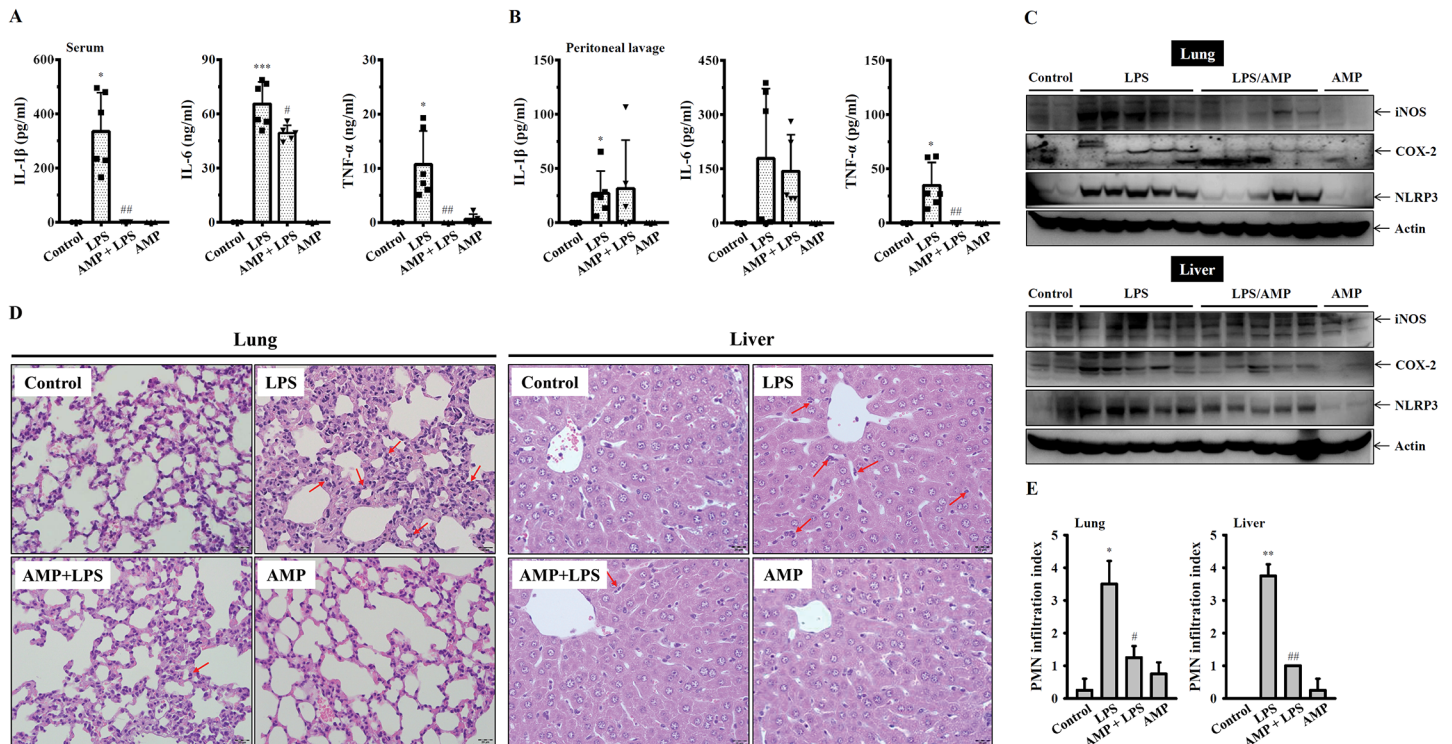 A
Serum
IL-1β (pg/ml)
600
400
200
0
*
##
Control
LPS
AMP + LPS
AMP
IL-6 (ng/ml)
90
60
30
0
***
#
Control
LPS
AMP + LPS
AMP
TNF-α (ng/ml)
30
20
10
0
*
##
Control
LPS
AMP + LPS
AMP
B
Peritoneal lavage
IL-1β (pg/ml)
150
100
50
0
*
Control
LPS
AMP + LPS
AMP
IL-6 (pg/ml)
450
300
150
0
Control
LPS
AMP + LPS
AMP
TNF-α (pg/ml)
150
100
50
0
*
##
Control
LPS
AMP + LPS
AMP
C
Lung
Control LPS LPS/AMP AMP
iNOS
COX-2
NLRP3
Actin
Liver
Control LPS LPS/AMP AMP
iNOS
COX-2
NLRP3
Actin
D
Lung
Control
LPS
AMP+LPS
AMP
Liver
Control
LPS
AMP+LPS
AMP
E
Lung
PMN infiltration index
5
4
3
2
1
0
*
#
Control
LPS
AMP + LPS
AMP
Liver
PMN infiltration index
5
4
3
2
1
0
**
##
Control
LPS
AMP + LPS
AMP